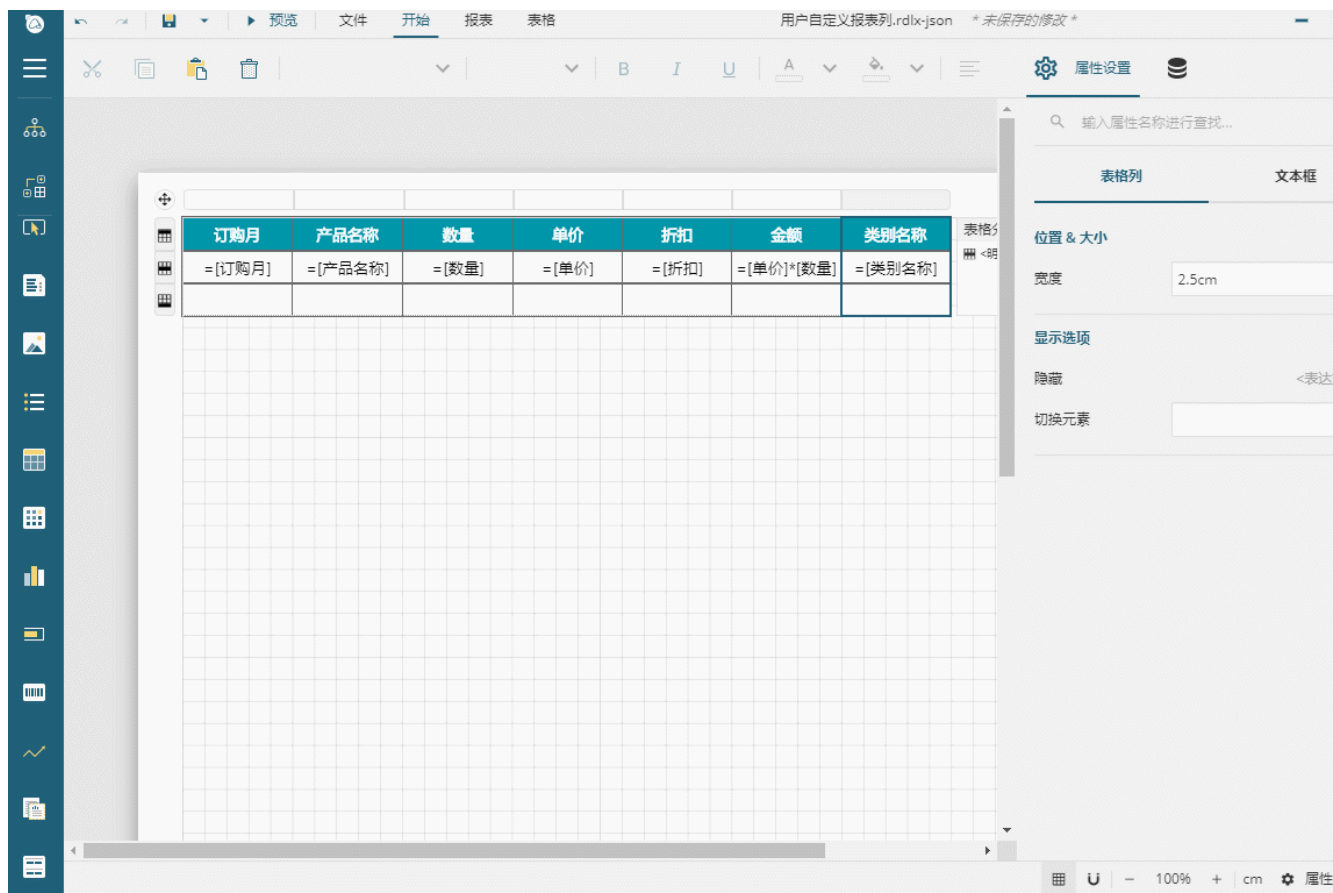 预览 文件 开始 报表 表格 用户自定义报表列.rdlx-json *未保存的修改*
B I U A 属性设置
输入属性名称进行查找...
表格列 文本框
订购月 产品名称 数量 单价 折扣 金额 类别名称 表格分
=[订购月] =[产品名称] =[数量] =[单价] =[折扣] =[单价]*[数量] =[类别名称] <明
位置 & 大小
宽度 2.5cm
显示选项
隐藏 <表达
切换元素
100% cm 属性